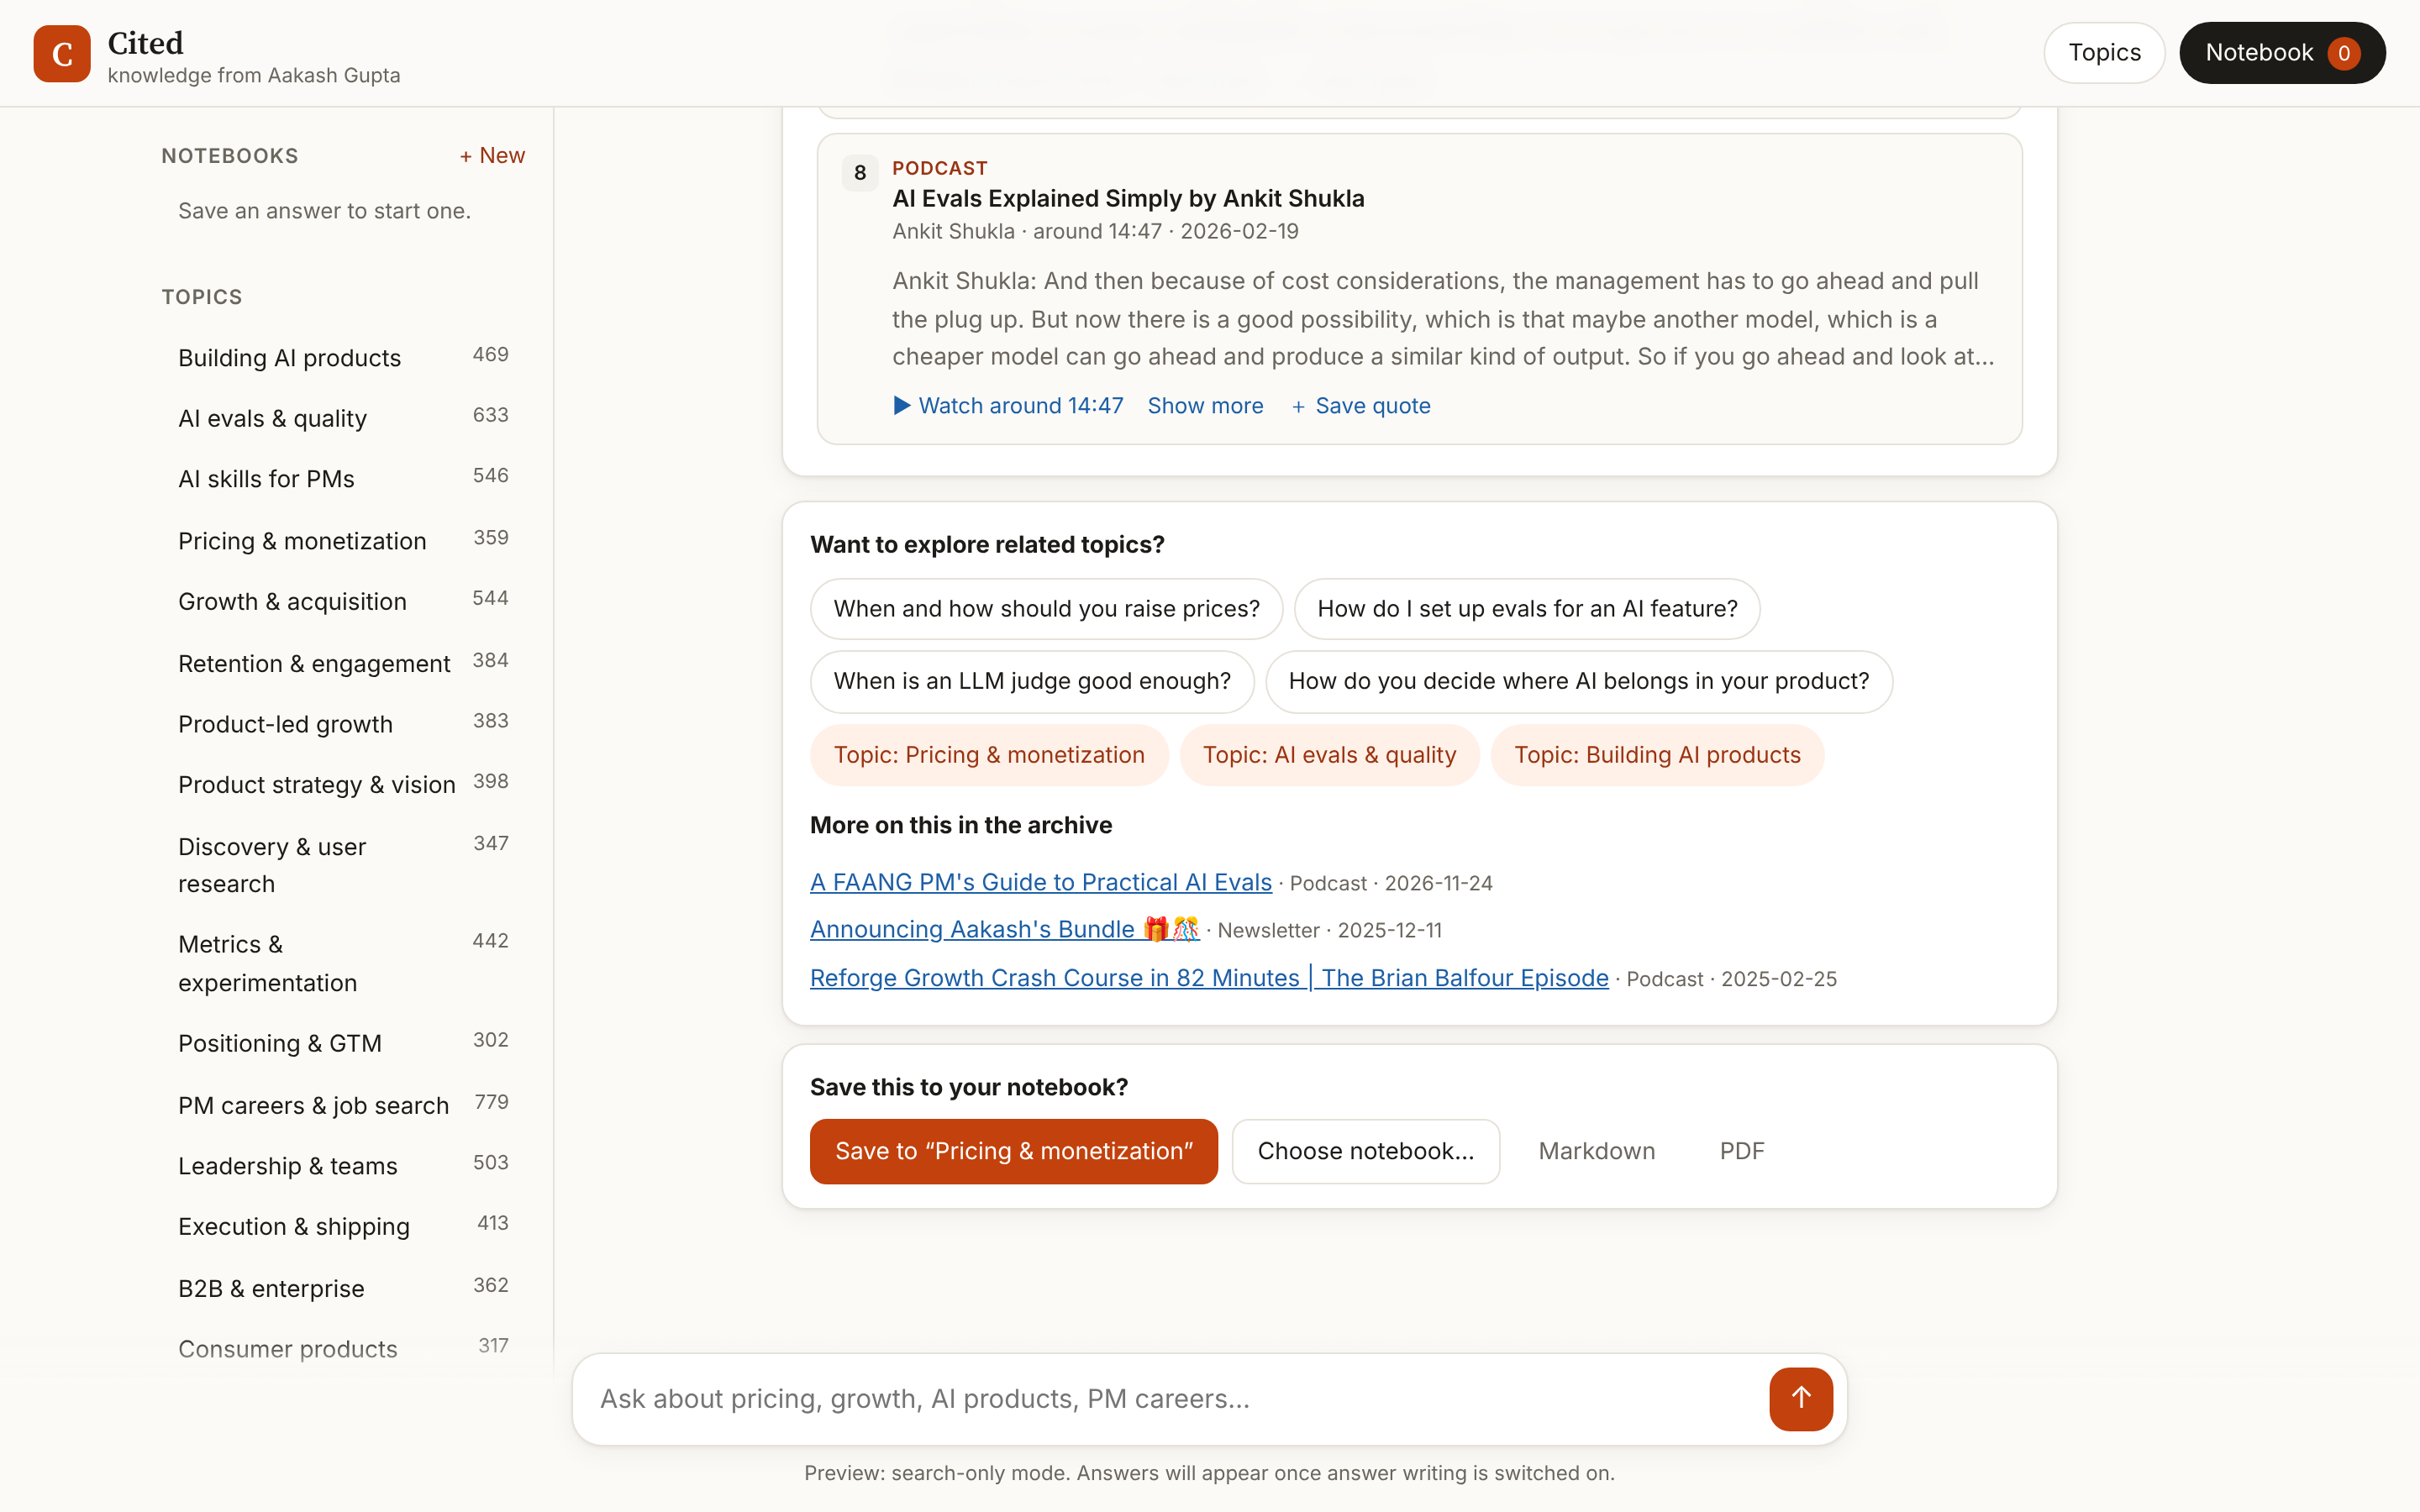 C
Cited
knowledge from Aakash Gupta
Topics
Notebook 0
NOTEBOOKS
+ New
Save an answer to start one.
TOPICS
Building AI products 469
AI evals & quality 633
AI skills for PMs 546
Pricing & monetization 359
Growth & acquisition 544
Retention & engagement 384
Product-led growth 383
Product strategy & vision 398
Discovery & user 347
research
Metrics & 442
experimentation
Positioning & GTM 302
PM careers & job search 779
Leadership & teams 503
Execution & shipping 413
B2B & enterprise 362
Consumer products 317
8
PODCAST
AI Evals Explained Simply by Ankit Shukla
Ankit Shukla · around 14:47 · 2026-02-19
Ankit Shukla: And then because of cost considerations, the management has to go ahead and pull
the plug up. But now there is a good possibility, which is that maybe another model, which is a
cheaper model can go ahead and produce a similar kind of output. So if you go ahead and look at...
▶ Watch around 14:47 Show more + Save quote
Want to explore related topics?
When and how should you raise prices? How do I set up evals for an AI feature?
When is an LLM judge good enough? How do you decide where AI belongs in your product?
Topic: Pricing & monetization Topic: AI evals & quality Topic: Building AI products
More on this in the archive
A FAANG PM's Guide to Practical AI Evals · Podcast · 2026-11-24
Announcing Aakash's Bundle 🎁🎊 · Newsletter · 2025-12-11
Reforge Growth Crash Course in 82 Minutes | The Brian Balfour Episode · Podcast · 2025-02-25
Save this to your notebook?
Save to “Pricing & monetization” Choose notebook... Markdown PDF
Ask about pricing, growth, AI products, PM careers...
↑
Preview: search-only mode. Answers will appear once answer writing is switched on.